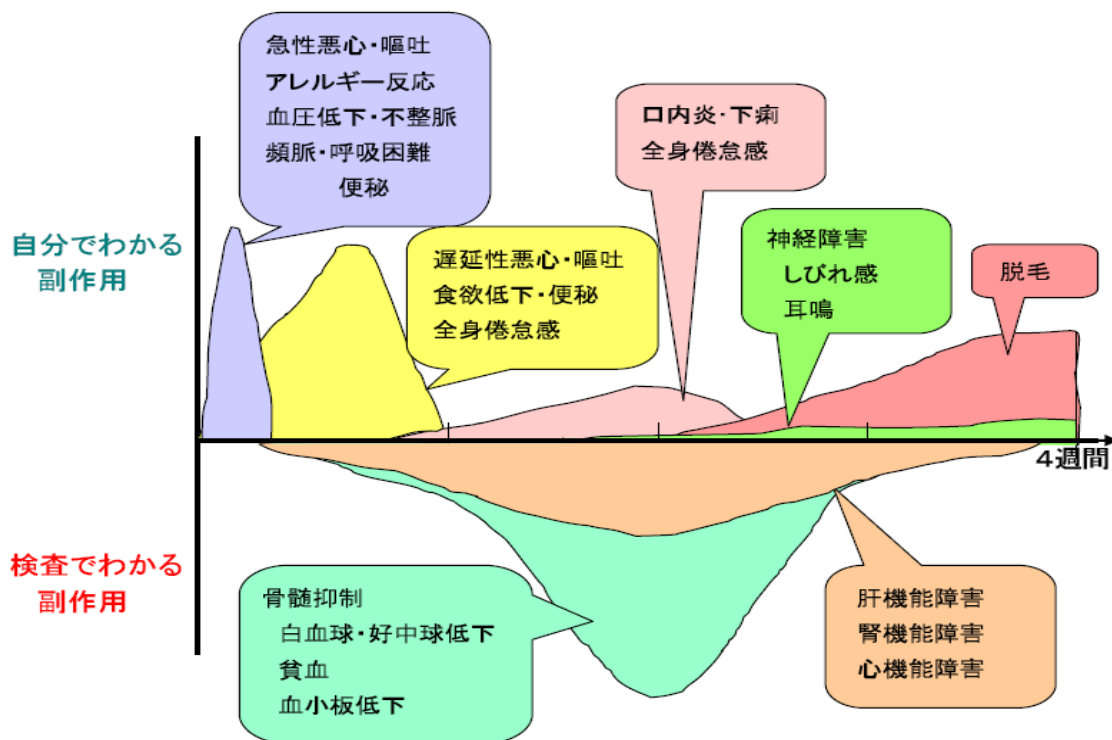 急性悪心・嘔吐
アレルギー反応
血圧低下・不整脈
頻脈・呼吸困難
便秘
口内炎・下痢
全身倦怠感
自分でわかる
副作用
遅延性悪心・嘔吐
食欲低下・便秘
全身倦怠感
神経障害
しびれ感
耳鳴
脱毛
4週間
検査でわかる
副作用
骨髄抑制
白血球・好中球低下
貧血
血小板低下
肝機能障害
腎機能障害
心機能障害